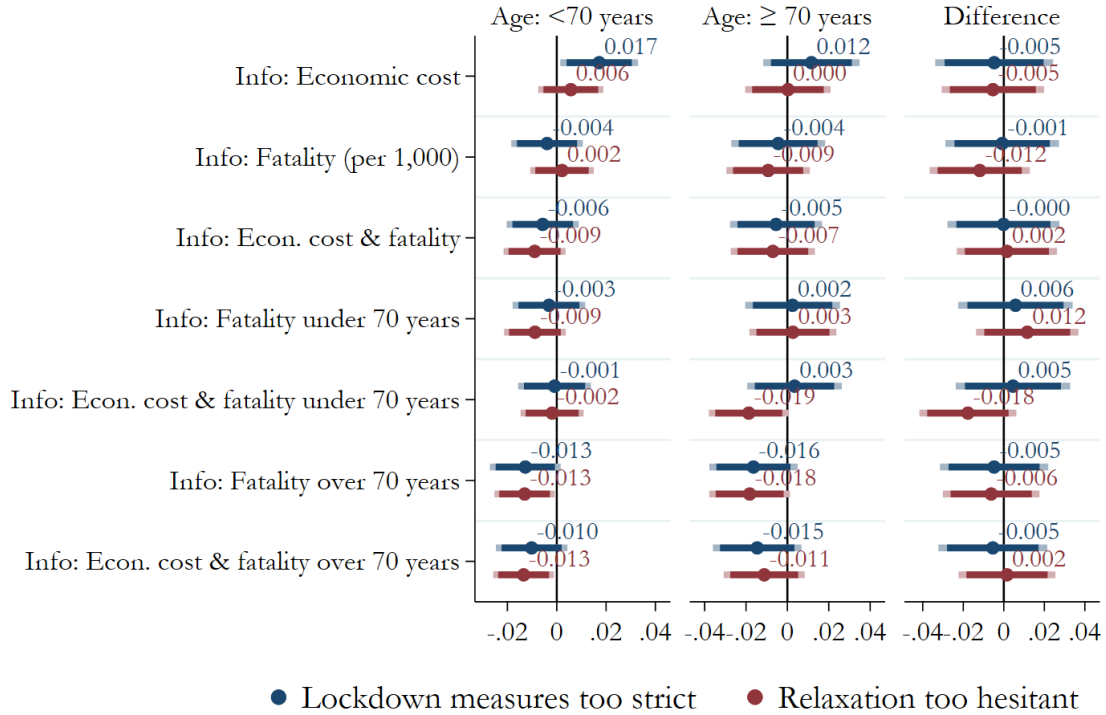 Age: <70 years Age: ≥ 70 years Difference
0.017 0.012 -0.005
Info: Economic cost 0.006 0.000 -0.005
-0.004 -0.004 -0.001
Info: Fatality (per 1,000) 0.002 -0.009 -0.012
-0.006 -0.005 -0.000
Info: Econ. cost & fatality -0.009 -0.007 0.002
-0.003 0.002 0.006
Info: Fatality under 70 years -0.009 0.003 0.012
-0.001 0.003 0.005
Info: Econ. cost & fatality under 70 years -0.002 -0.019 -0.018
-0.013 -0.016 -0.005
Info: Fatality over 70 years -0.013 -0.018 -0.006
-0.010 -0.015 -0.005
Info: Econ. cost & fatality over 70 years -0.013 -0.011 0.002
-.02 0 .02 .04 -.04 -.02 0 .02 .04 -.04 -.02 0 .02 .04
Lockdown measures too strict Relaxation too hesitant